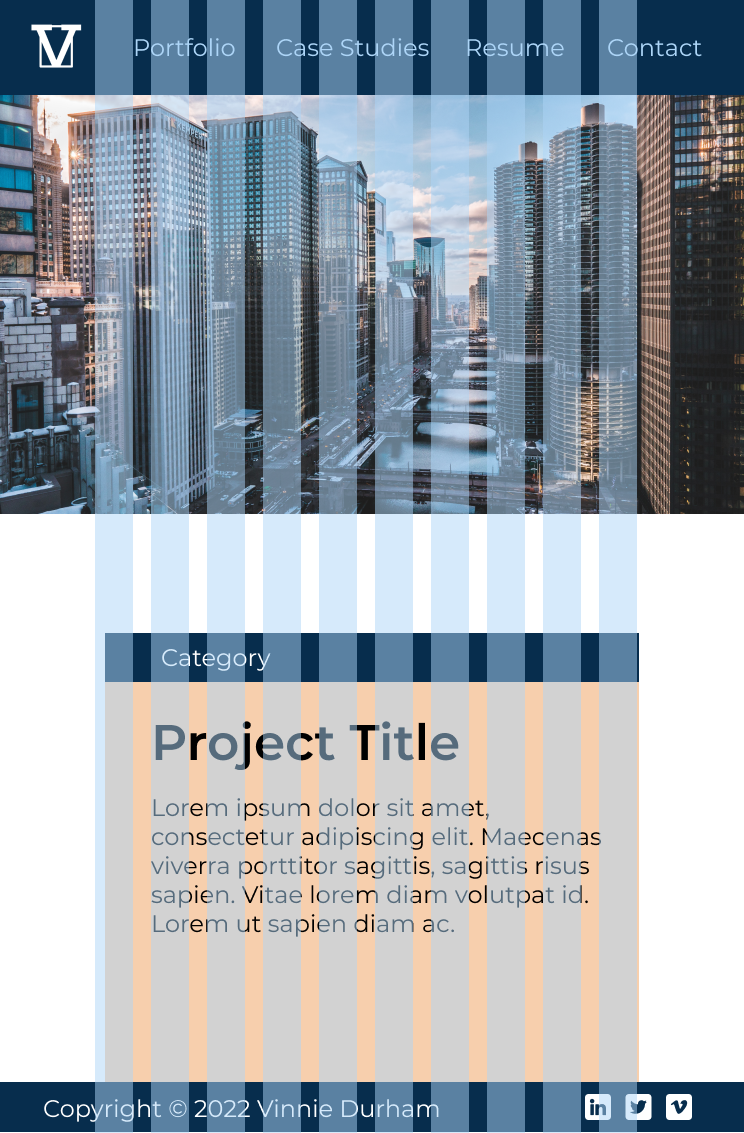 V
Portfolio Case Studies Resume Contact
Category
Project Title
Lorem ipsum dolor sit amet,
consectetur adipiscing elit. Maecenas
viverra porttitor sagittis, sagittis risus
sapien. Vitae lorem diam volutpat id.
Lorem ut sapien diam ac.
Copyright © 2022 Vinnie Durham in